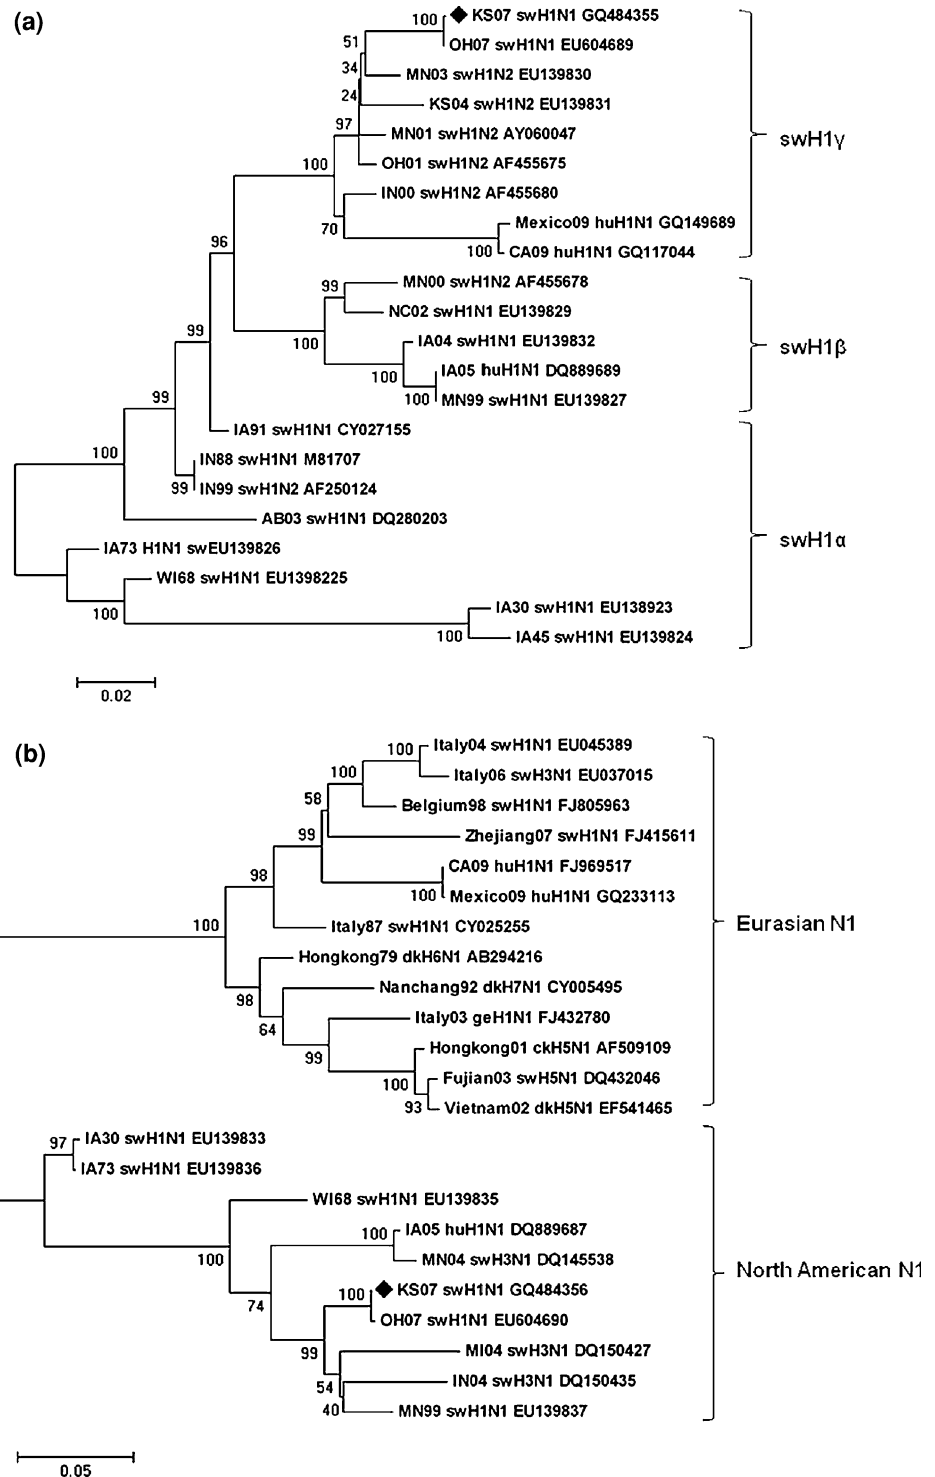 (a)
100
KS07 swH1N1 GQ484355
OH07 swH1N1 EU604689
51
MN03 swH1N2 EU139830
34
KS04 swH1N2 EU139831
24
97
MN01 swH1N2 AY060047
OH01 swH1N2 AF455675
100
IN00 swH1N2 AF455680
70
Mexico09 huH1N1 GQ149689
100
CA09 huH1N1 GQ117044
swH1γ
96
99
MN00 swH1N2 AF455678
NC02 swH1N1 EU139829
100
IA04 swH1N1 EU139832
100
IA05 huH1N1 DQ889689
100
MN99 swH1N1 EU139827
swH1β
99
IA91 swH1N1 CY027155
99
IN88 swH1N1 M81707
99
IN99 swH1N2 AF250124
100
AB03 swH1N1 DQ280203
IA73 H1N1 swEU139826
WI68 swH1N1 EU1398225
100
IA30 swH1N1 EU138923
100
IA45 swH1N1 EU139824
swH1α
0.02
(b)
100
Italy04 swH1N1 EU045389
100
Italy06 swH3N1 EU037015
58
Belgium98 swH1N1 FJ805963
99
Zhejiang07 swH1N1 FJ415611
98
CA09 huH1N1 FJ969517
100
Mexico09 huH1N1 GQ233113
100
Italy87 swH1N1 CY025255
Eurasian N1
Hongkong79 dkH6N1 AB294216
98
Nanchang92 dkH7N1 CY005495
64
Italy03 geH1N1 FJ432780
99
Hongkong01 ckH5N1 AF509109
100
Fujian03 swH5N1 DQ432046
93
Vietnam02 dkH5N1 EF541465
97
IA30 swH1N1 EU139833
IA73 swH1N1 EU139836
WI68 swH1N1 EU139835
100
100
IA05 huH1N1 DQ889687
MN04 swH3N1 DQ145538
North American N1
74
100
KS07 swH1N1 GQ484356
OH07 swH1N1 EU604690
99
MI04 swH3N1 DQ150427
54
IN04 swH3N1 DQ150435
40
MN99 swH1N1 EU139837
0.05